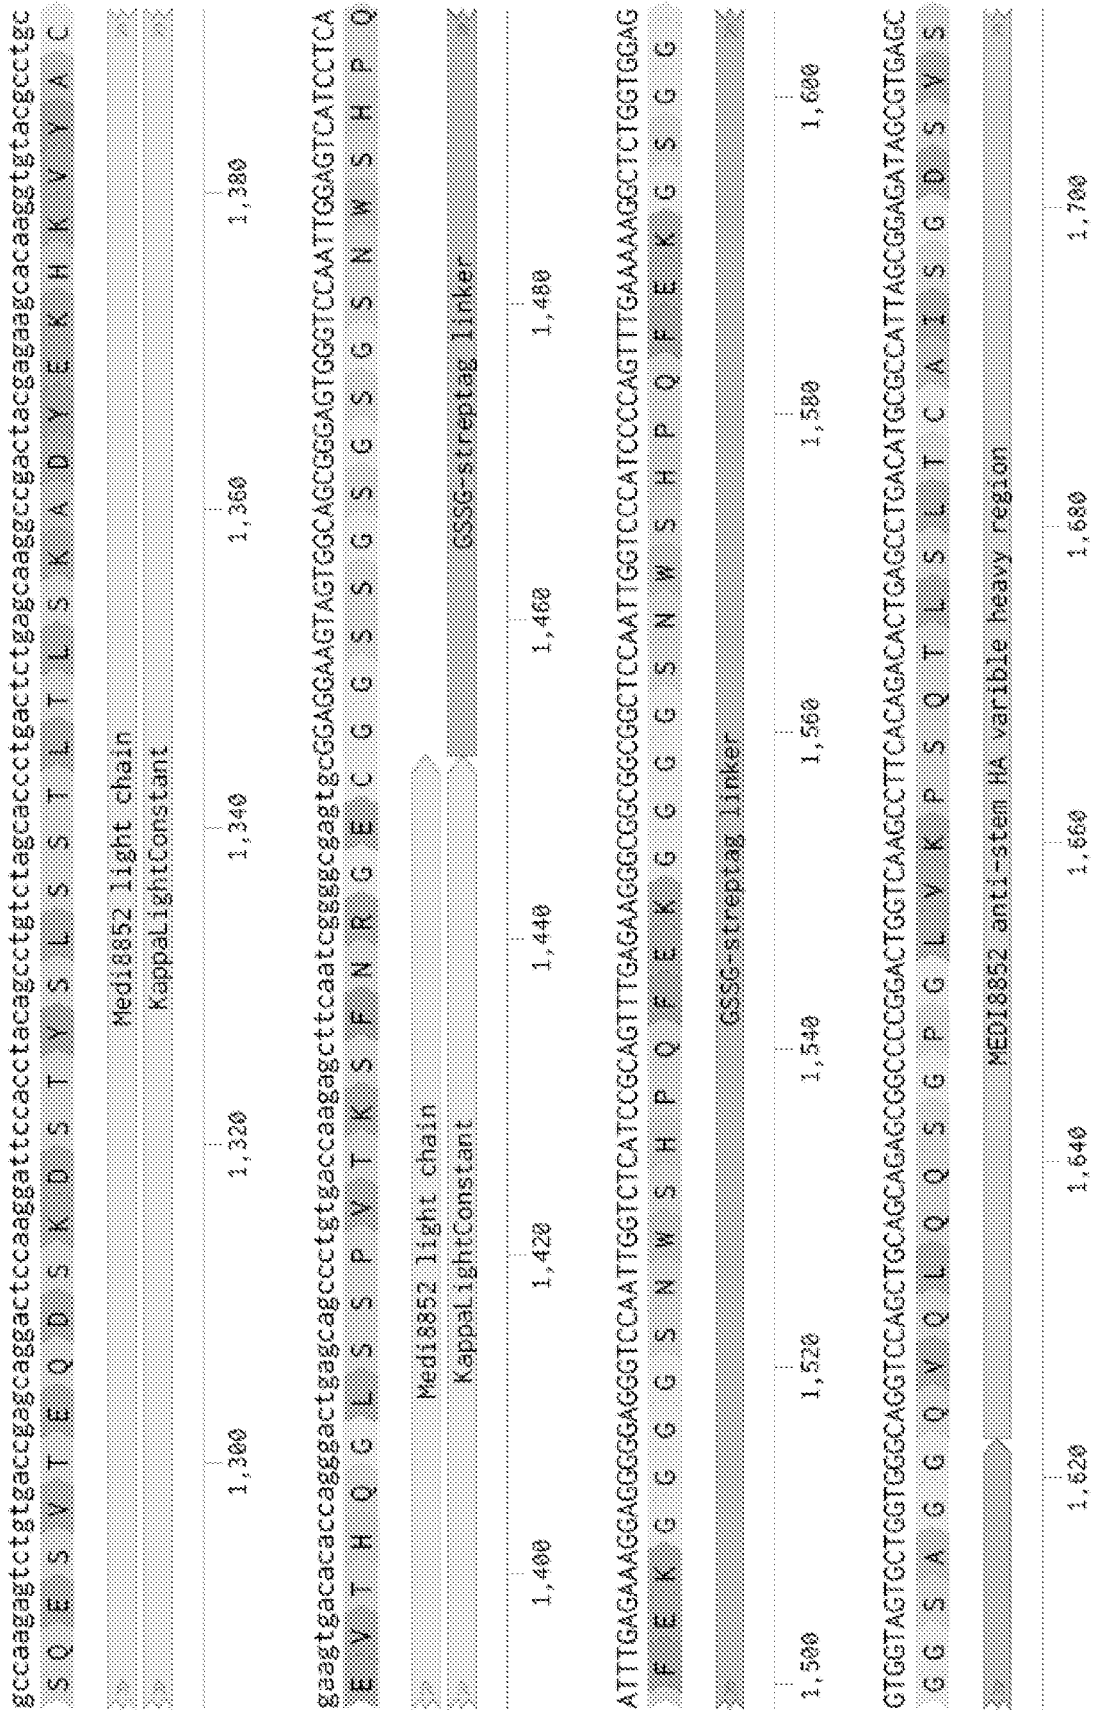 gccaagagtctgtgaccgagcaggactccaaggattccacctacagcctgtctagcaccctgactctgagcaaggccgactacgagaagcacaaggtgtacgcctgc
S Q E S V T E Q D S K D S T Y S L S S T L T L S K A D Y E K H K V Y A C
Medi8852 light chain
KappaLightConstant
1,300 1,320 1,340 1,360 1,380
gaagtgacacaccagggactgagcagccctgtgaccaagagcttcaatcggggcgagtgcGGAGGAAGTAGTGGCAGCGGGAGTGGGTCCAATTGGAGTCATCCTCA
E V T H Q G L S S P V T K S F N R G E C G G S S G S G S G S N W S H P Q
Medi8852 light chain
KappaLightConstant GSSG-streptag linker
1,400 1,420 1,440 1,460 1,480
ATTTGAGAAAGGAGGGGGAGGGTCCAATTGGTCTCATCCGCAGTTTGAGAAGGGCGGCGGCGGCTCCAATTGGTCCCATCCCCAGTTTGAAAAAGGCTCTGGTGGAG
F E K G G G G S N W S H P Q F E K G G G G S N W S H P Q F E K G S G G
GSSG-streptag linker
1,500 1,520 1,540 1,560 1,580 1,600
GTGGTAGTGCTGGTGGGCAGGTCCAGCTGCAGCAGAGCGGCCCCGGACTGGTCAAGCCTTCACAGACACTGAGCCTGACATGCGCCATTAGCGGAGATAGCGTGAGC
G G S A G G Q V Q L Q Q S G P G L V K P S Q T L S L T C A I S G D S V S
MEDI8852 anti-stem HA varible heavy region
1,620 1,640 1,660 1,680 1,700